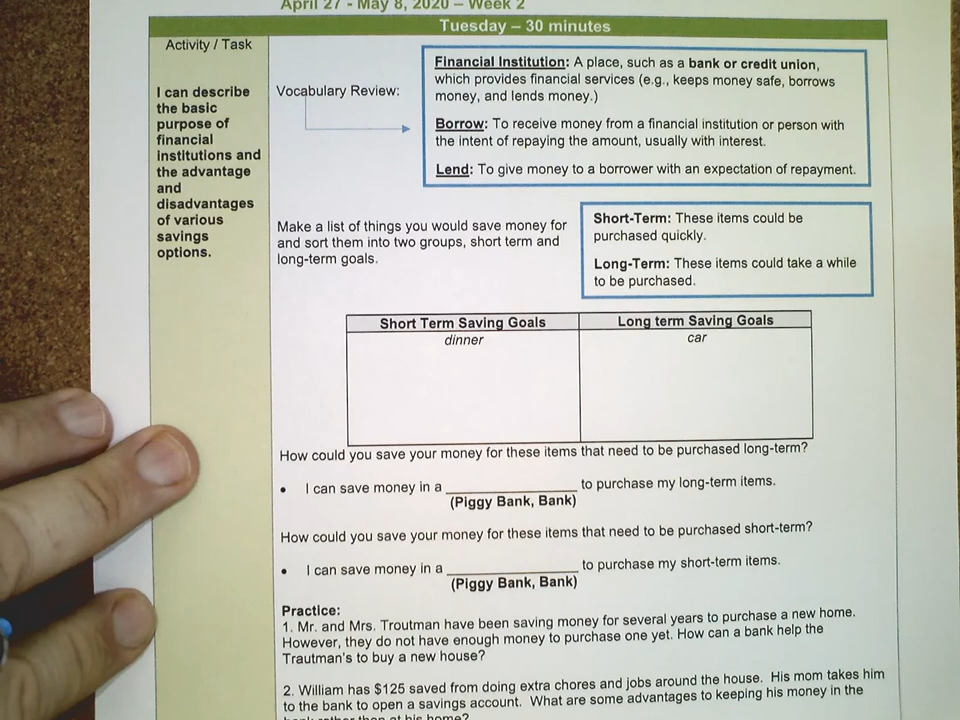 April 27 - May 8, 2020 – Week 2
Tuesday – 30 minutes
Activity / Task
I can describe
the basic
purpose of
financial
institutions and
the advantage
and
disadvantages
of various
savings
options.
Vocabulary Review:
Financial Institution: A place, such as a bank or credit union,
which provides financial services (e.g., keeps money safe, borrows
money, and lends money.)
Borrow: To receive money from a financial institution or person with
the intent of repaying the amount, usually with interest.
Lend: To give money to a borrower with an expectation of repayment.
Make a list of things you would save money for
and sort them into two groups, short term and
long-term goals.
Short-Term: These items could be
purchased quickly.
Long-Term: These items could take a while
to be purchased.
Short Term Saving Goals
Long term Saving Goals
dinner
car
How could you save your money for these items that need to be purchased long-term?
• I can save money in a ____________________ to purchase my long-term items.
(Piggy Bank, Bank)
How could you save your money for these items that need to be purchased short-term?
• I can save money in a ____________________ to purchase my short-term items.
(Piggy Bank, Bank)
Practice:
1. Mr. and Mrs. Troutman have been saving money for several years to purchase a new home.
However, they do not have enough money to purchase one yet. How can a bank help the
Trautman's to buy a new house?
2. William has $125 saved from doing extra chores and jobs around the house. His mom takes him
to the bank to open a savings account. What are some advantages to keeping his money in the
bank rather than at his home?